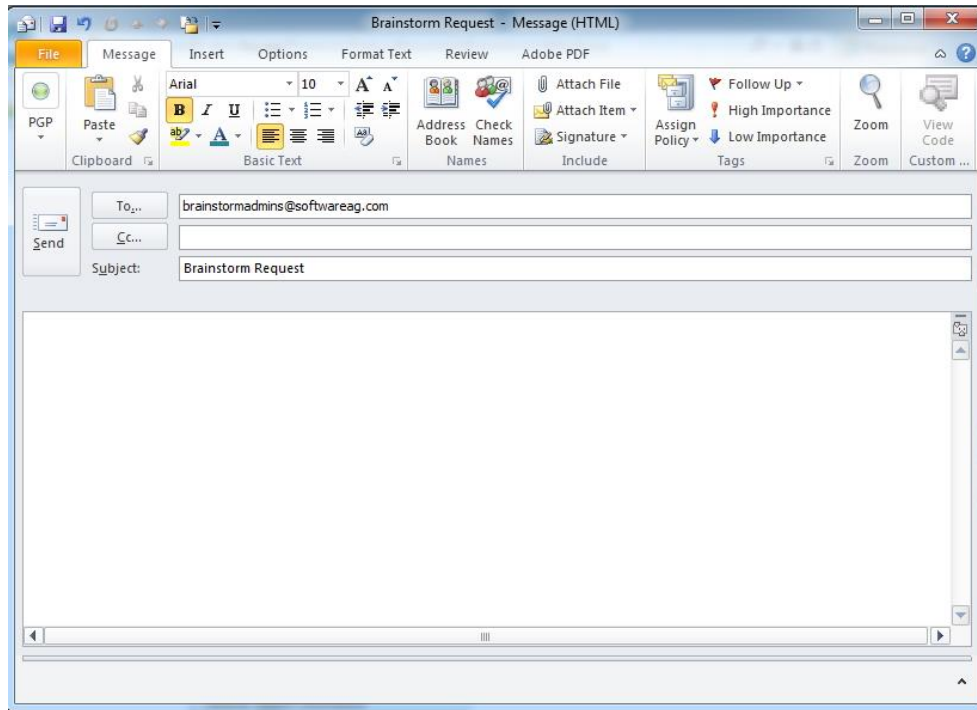 Brainstorm Request - Message (HTML)
File Message Insert Options Format Text Review Adobe PDF
PGP
Paste
Clipboard
Arial 10
B I U
Basic Text
Address Book
Check Names
Names
Attach File
Attach Item
Signature
Include
Assign Policy
Follow Up
High Importance
Low Importance
Tags
Zoom
Zoom
View Code
Custom ...
Send
To... brainstormadmins@softwareag.com
Cc...
Subject: Brainstorm Request